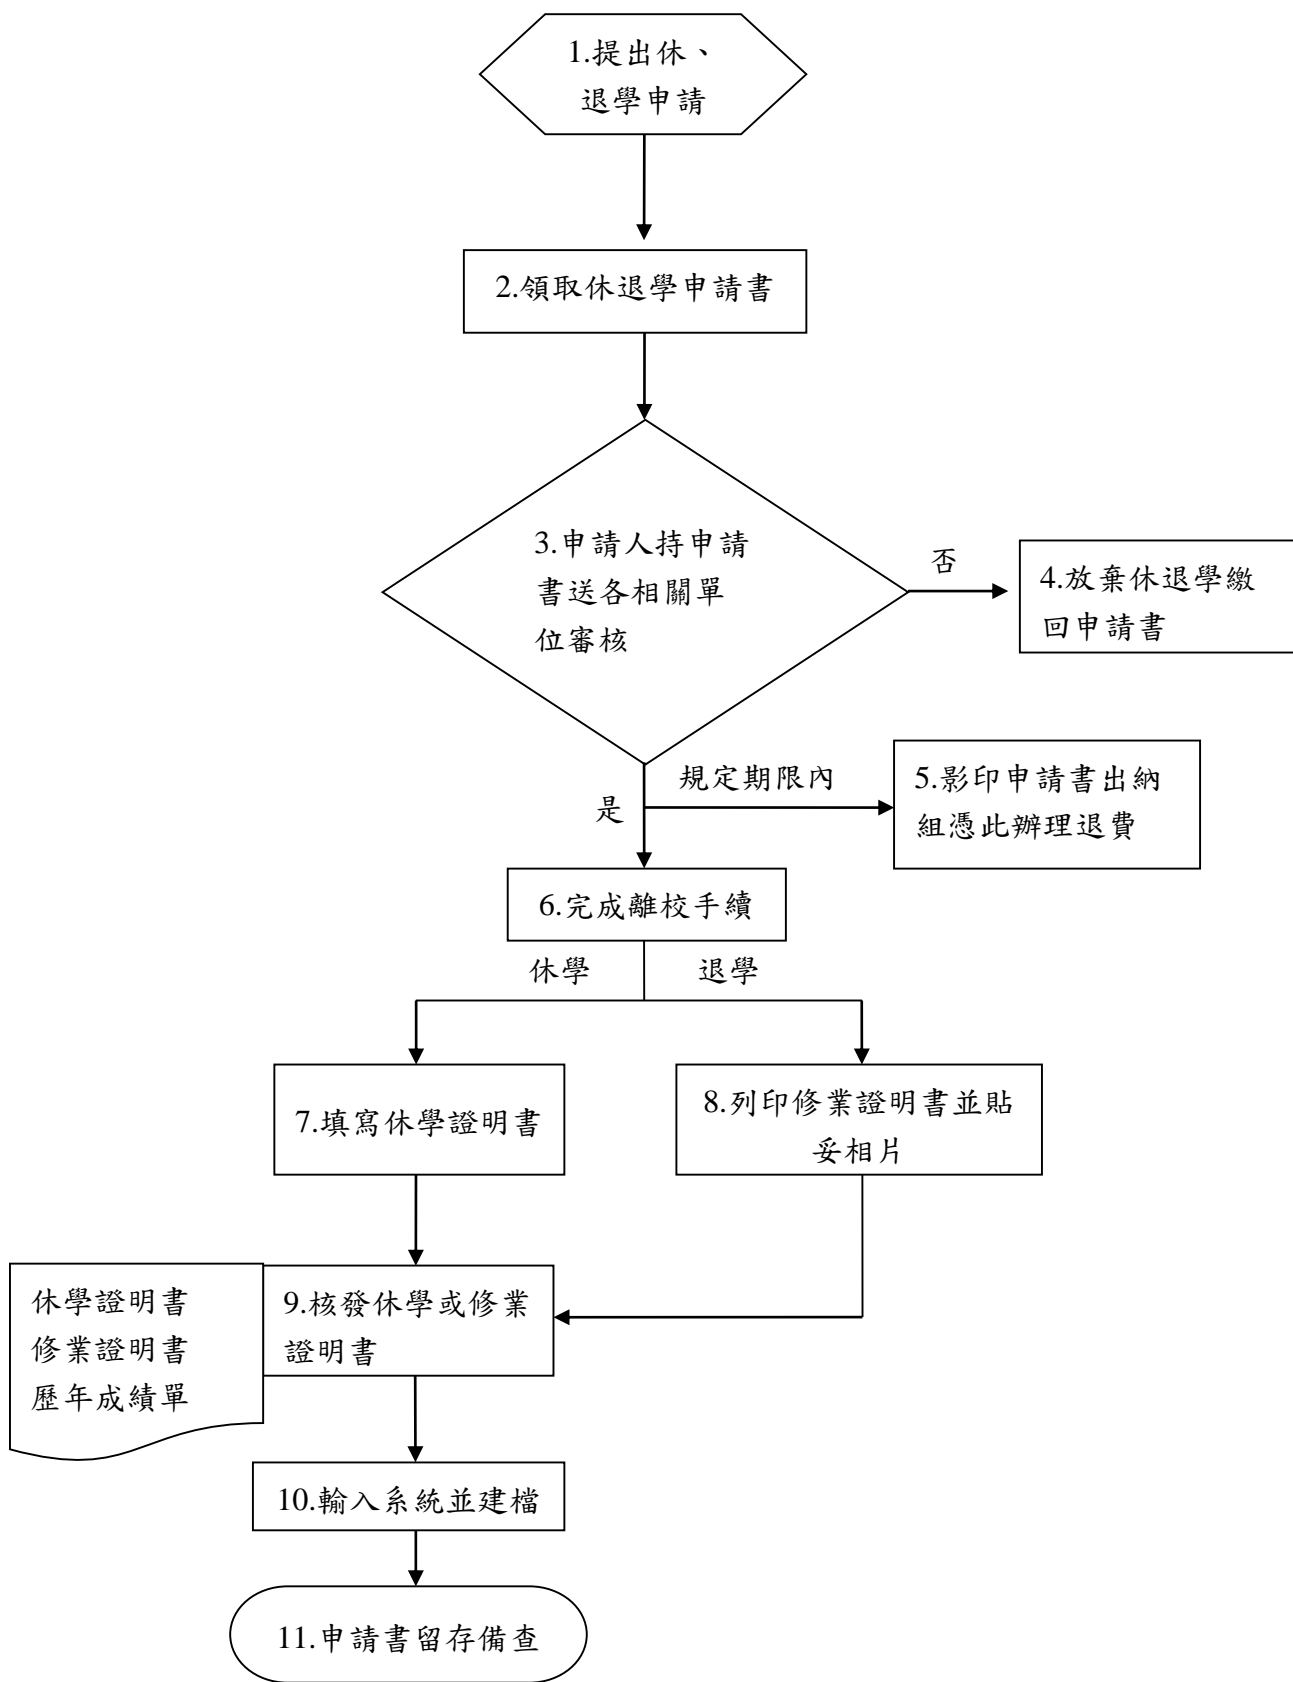 1.提出休、
退學申請
2.領取休退學申請書
3.申請人持申請
書送各相關單
位審核
否
4.放棄休退學繳
回申請書
規定期限內
是
5.影印申請書出納
組憑此辦理退費
6.完成離校手續
休學
退學
7.填寫休學證明書
8.列印修業證明書並貼
妥相片
休學證明書
修業證明書
歷年成績單
9.核發休學或修業
證明書
10.輸入系統並建檔
11.申請書留存備查